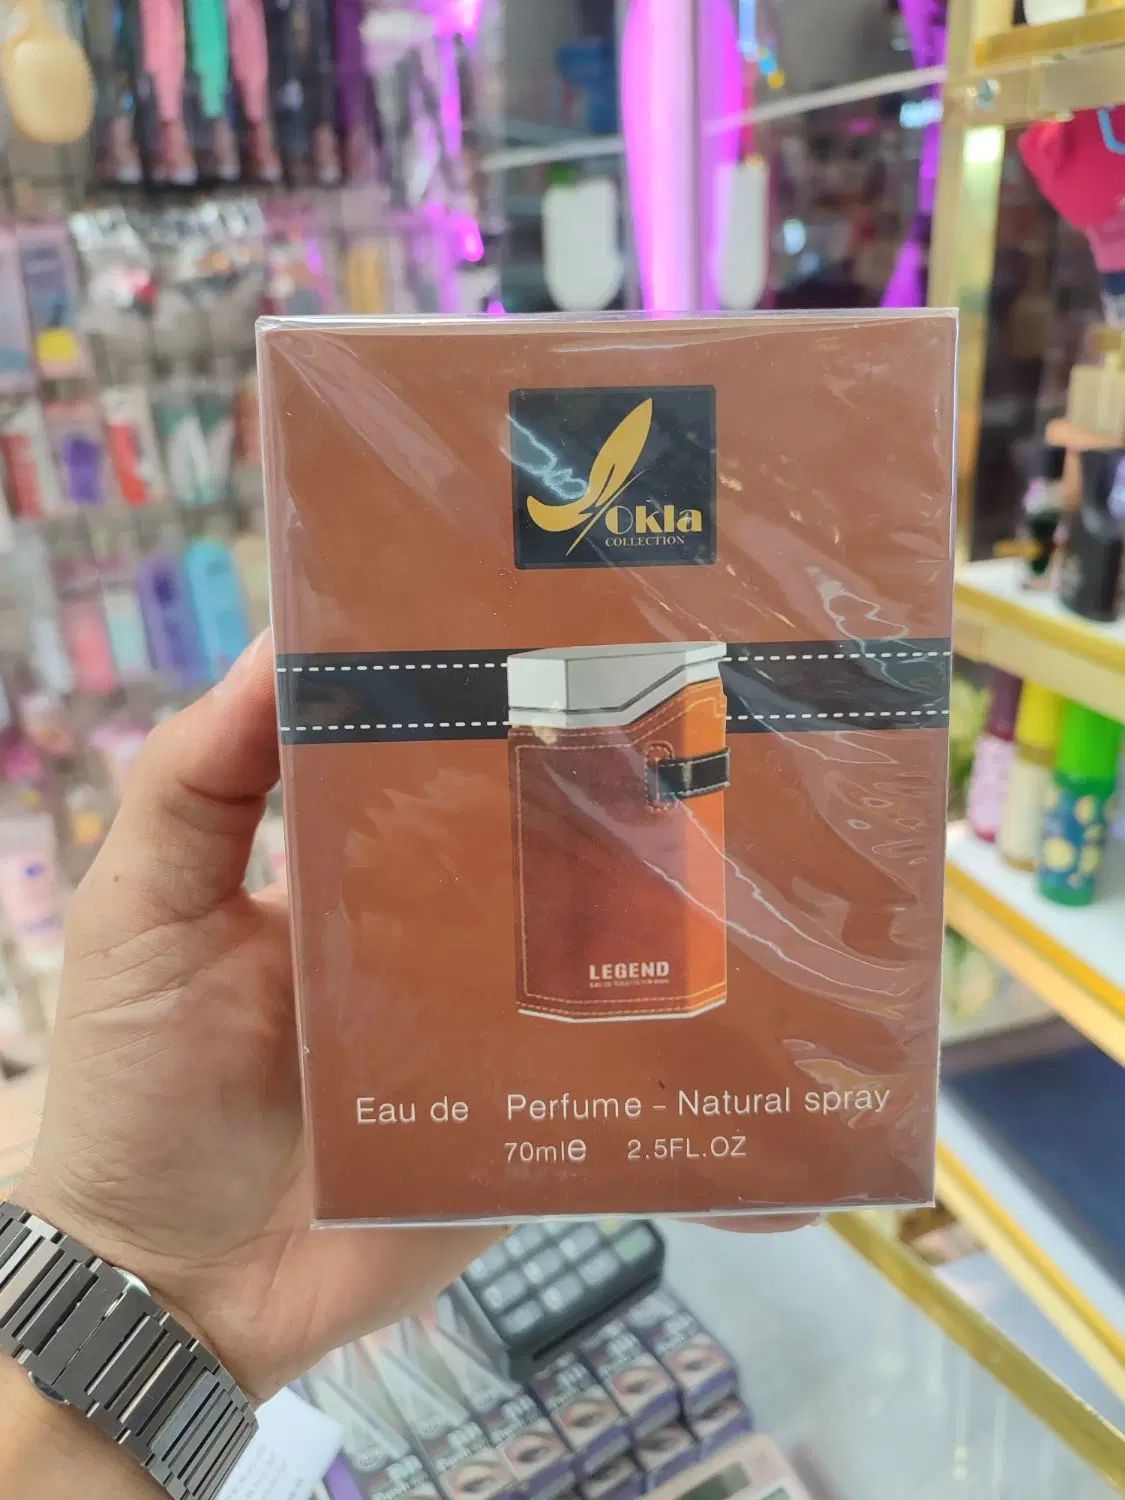 Okla
COLLECTION
LEGEND
Eau de Perfume - Natural spray
70ml e 2.5FL.OZ